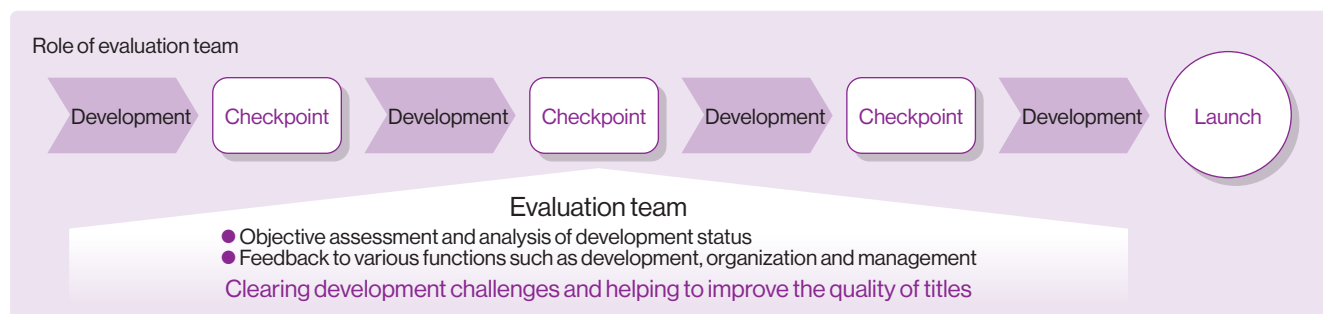 Role of evaluation team
Development Checkpoint Development Checkpoint Development Checkpoint Development Launch
Evaluation team
● Objective assessment and analysis of development status
● Feedback to various functions such as development, organization and management
Clearing development challenges and helping to improve the quality of titles